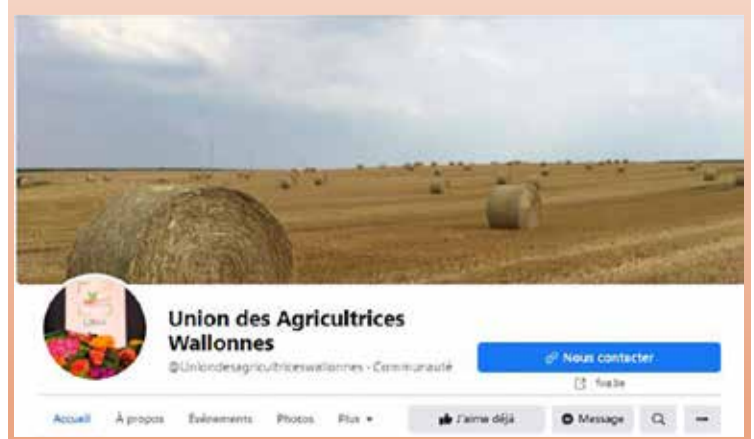 Union des Agricultrices
Wallonnes
@Uniondesagricultriceswallonnes · Communauté
Nous contacter
fwa.be
Accueil À propos Événements Photos Plus J'aime déjà Message